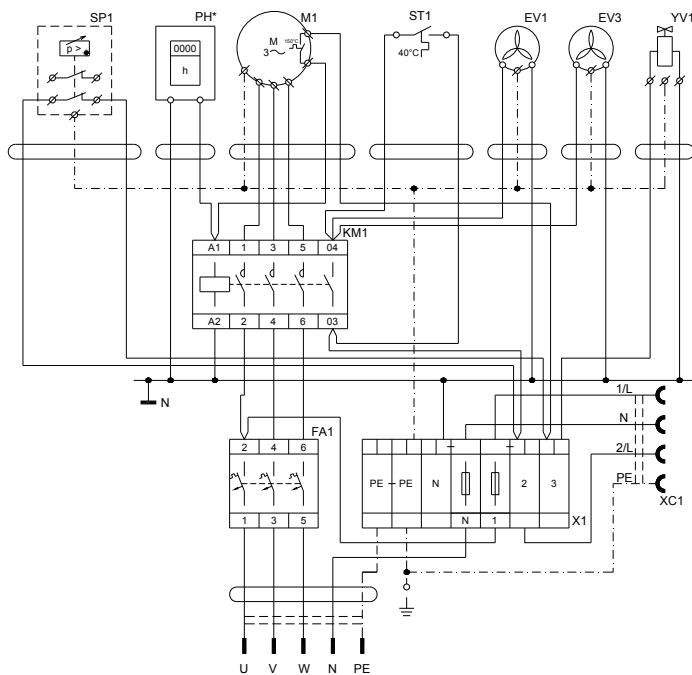 SP1 PH* M1 ST1 EV1 EV3 YV1
p > 0000 M 150°C
h 3~ 40°C
KM1
A1 1 3 5 04
A2 2 4 6 03
N
1/L
N
FA1
2 4 6
2/L
PE PE N 2 3
PE
XC1
1 3 5 N 1 X1
U V W N PE